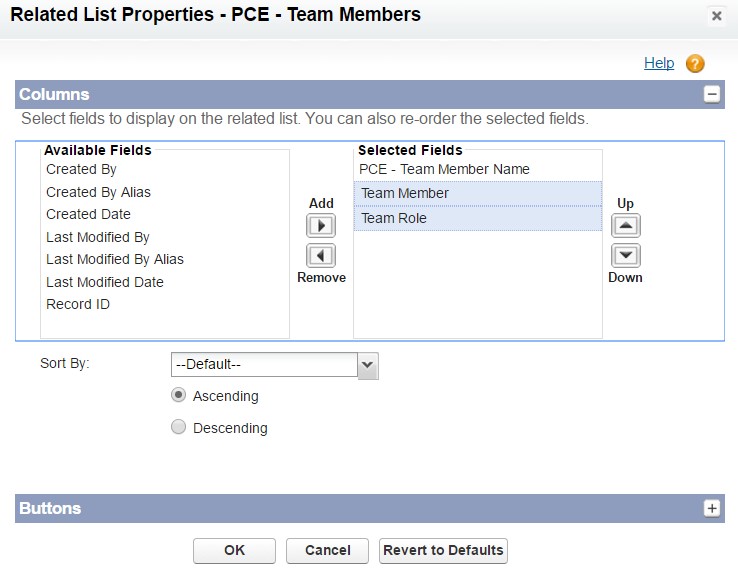 Related List Properties - PCE - Team Members
Help
Columns
Select fields to display on the related list. You can also re-order the selected fields.
Available Fields
Created By
Created By Alias
Created Date
Last Modified By
Last Modified By Alias
Last Modified Date
Record ID
Add
Remove
Selected Fields
PCE - Team Member Name
Team Member
Team Role
Up
Down
Sort By:
--Default--
Ascending
Descending
Buttons
OK
Cancel
Revert to Defaults